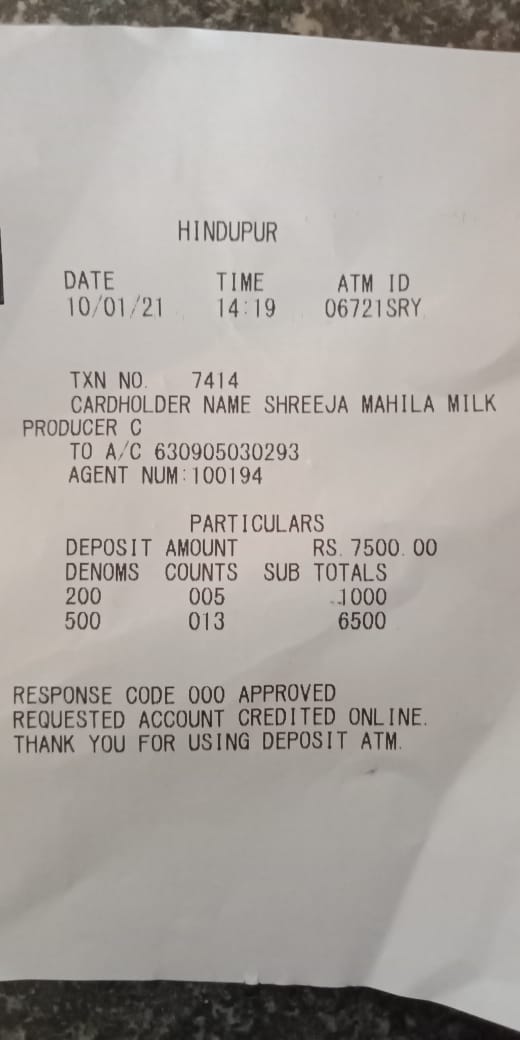 HINDUPUR
DATE TIME ATM ID
10/01/21 14:19 06721SRY
TXN NO. 7414
CARDHOLDER NAME SHREEJA MAHILA MILK
PRODUCER C
TO A/C 630905030293
AGENT NUM:100194
PARTICULARS
DEPOSIT AMOUNT RS. 7500.00
DENOMS COUNTS SUB TOTALS
200 005 1000
500 013 6500
RESPONSE CODE 000 APPROVED
REQUESTED ACCOUNT CREDITED ONLINE.
THANK YOU FOR USING DEPOSIT ATM.